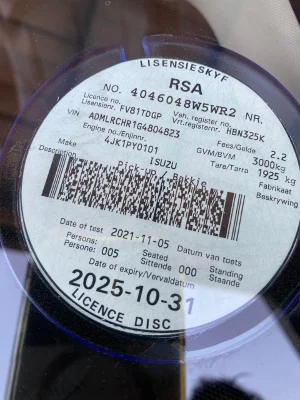 LISENSIESKYF
RSA
NO. 4046048W5WR2 NR.
Licence no. Lisensienr. FV811DGP Veh. register no. Vrt.registernr. HBN325K
VIN ADMLRCHR1G4804823 Fees/Gelde 2.2
Engine no./Enjinnr. 4JK1PY0101 GVM/BVM 3000kg
Make ISUZU Tare/Tarra 1925 kg
Description Pick-up / Bakkie Fabrikaat
Beskrywing
Date of test 2021-11-05 Datum van toets
Persons: Seated Standing
Persone: 005 Sittende 000 Staande
Date of expiry/Vervaldatum
2025-10-31
LICENCE DISC